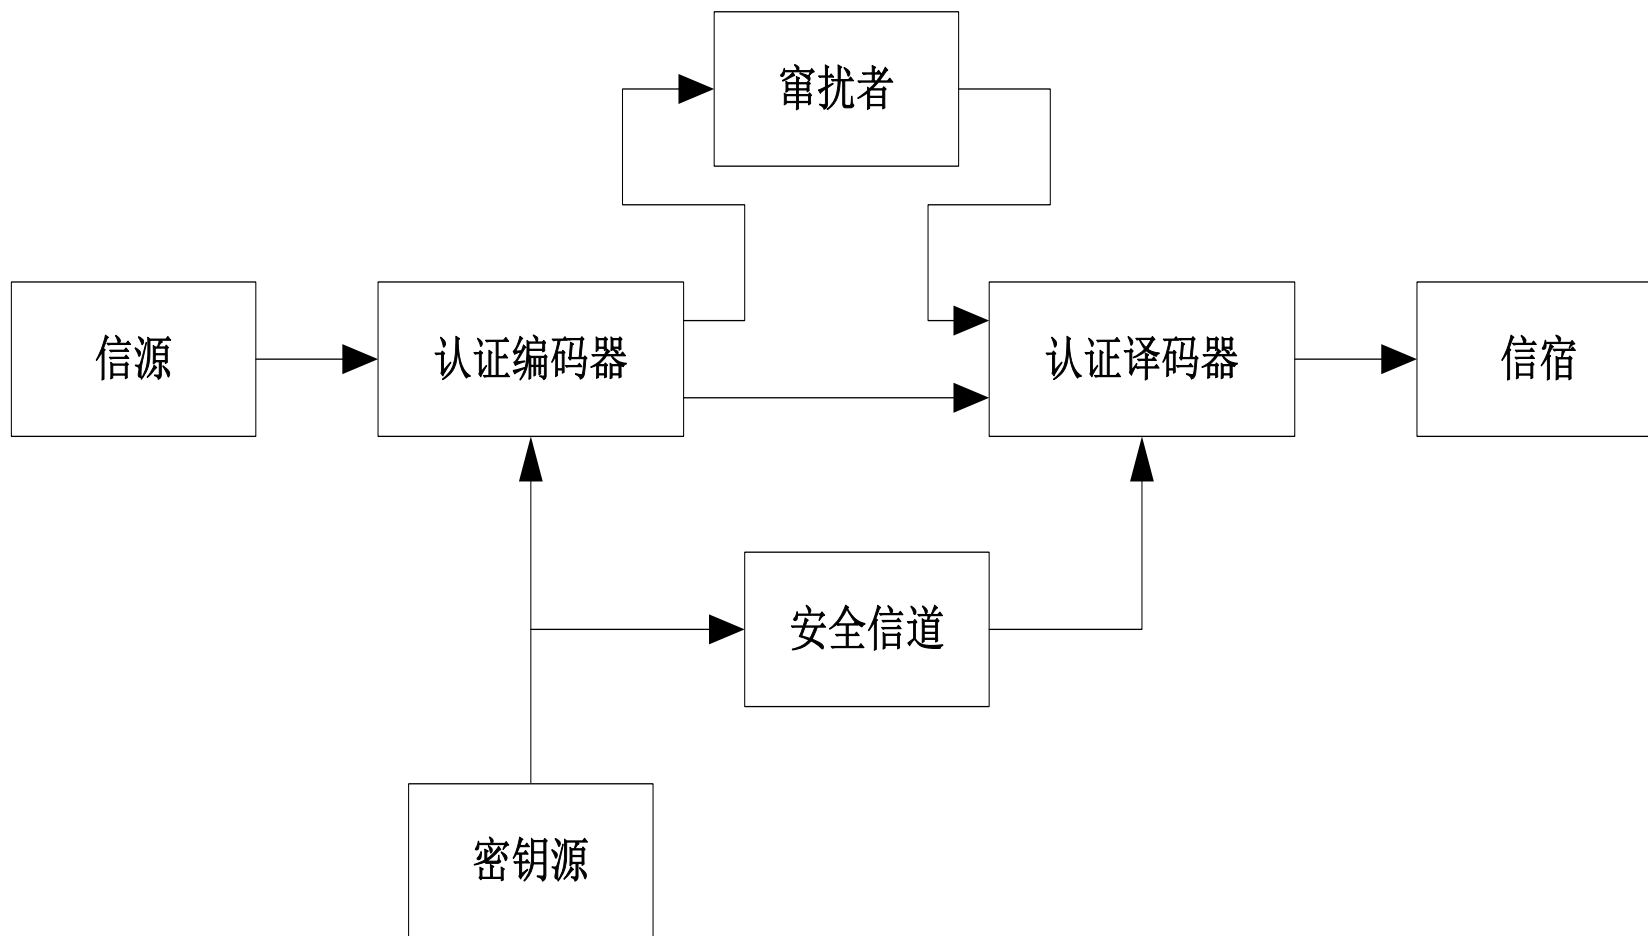 窜扰者
信源
认证编码器
认证译码器
信宿
安全信道
密钥源